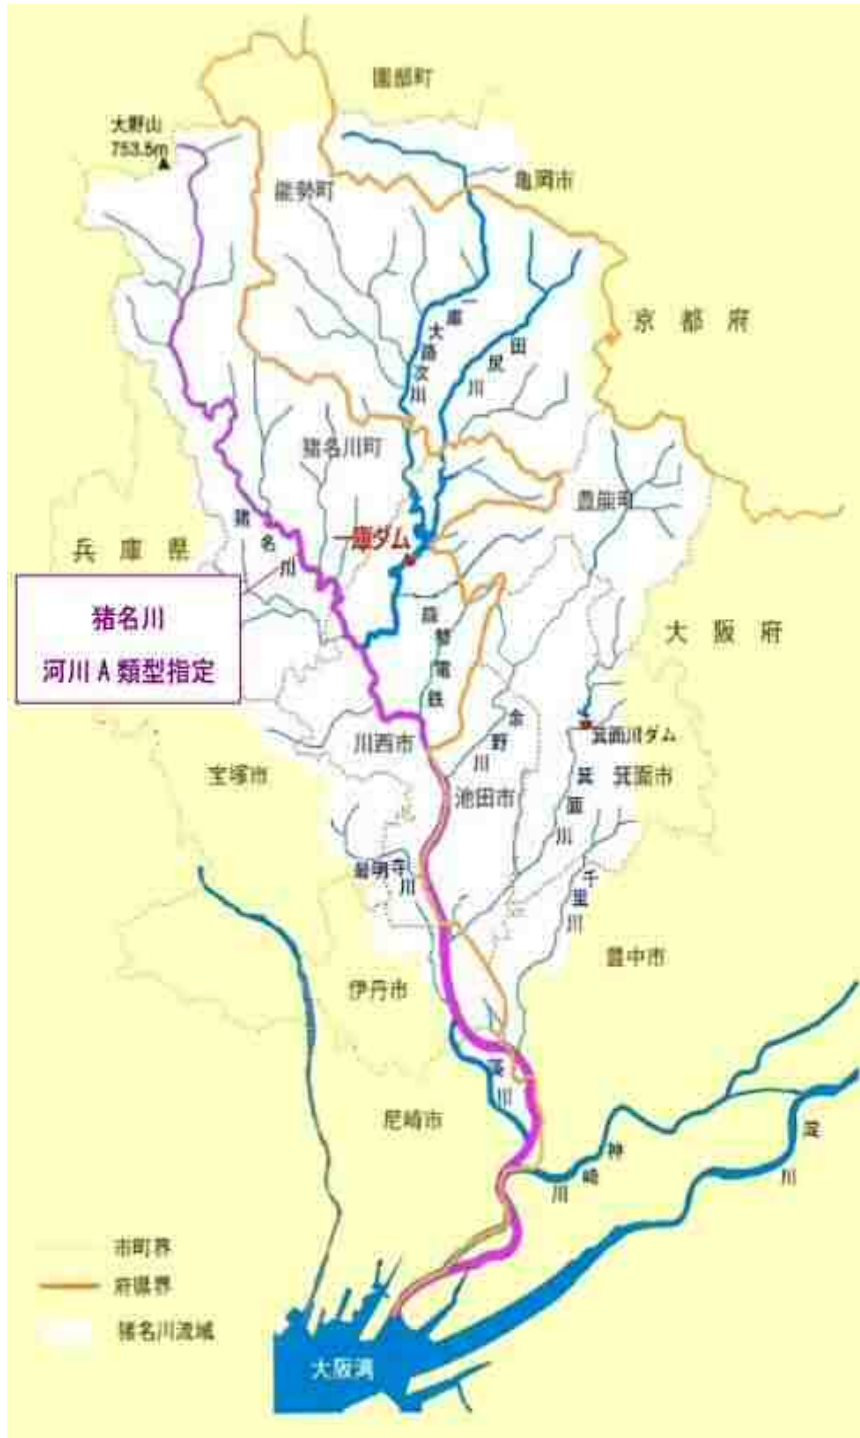 園部町
大野山
753.5m
亀岡市
能勢町
京都府
一庫大路次川
田尻川
猪名川町
豊能町
兵庫県
猪名川
一庫ダム
猪名川
河川A類型指定
大阪府
能勢電鉄
川西市
余野川
箕面川ダム
宝塚市
池田市
箕面川
箕面市
最明寺川
千里川
豊中市
伊丹市
藻川
尼崎市
神崎川
淀川
市町界
府県界
猪名川流域
大阪湾